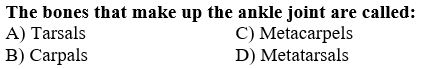 The bones that make up the ankle joint are called:
A) Tarsals C) Metacarpels
B) Carpals D) Metatarsals